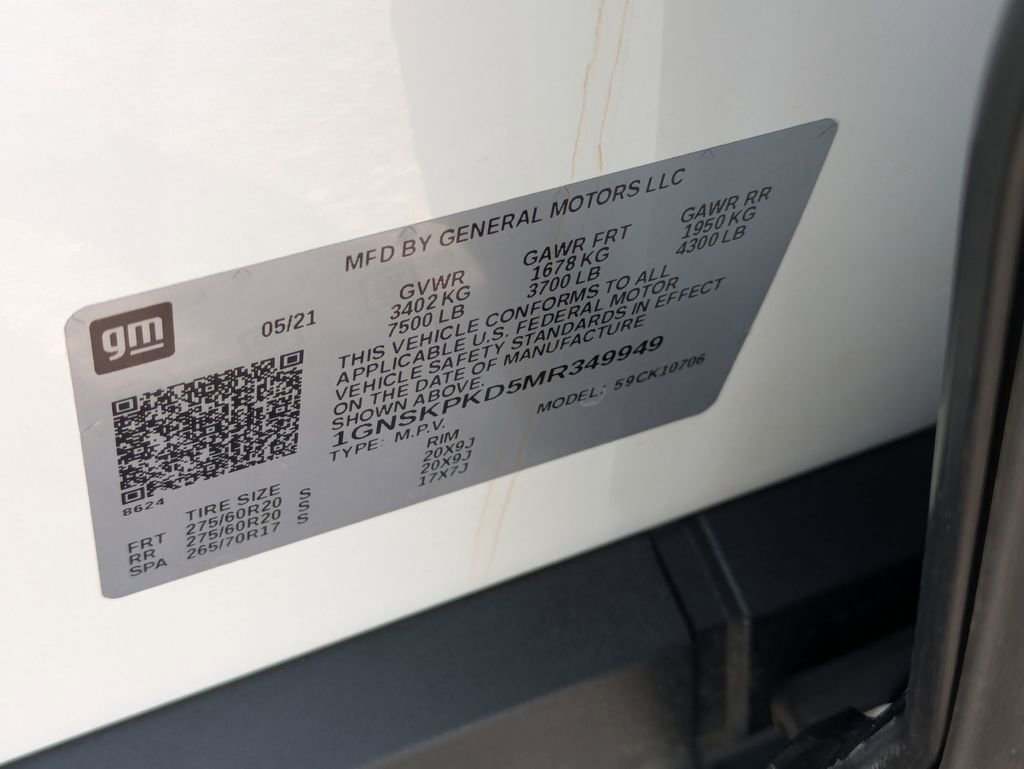 MFD BY GENERAL MOTORS LLC
gm
05/21
GVWR GAWR FRT GAWR RR
3402 KG 1678 KG 1950 KG
7500 LB 3700 LB 4300 LB
THIS VEHICLE CONFORMS TO ALL
APPLICABLE U.S. FEDERAL MOTOR
VEHICLE SAFETY STANDARDS IN EFFECT
ON THE DATE OF MANUFACTURE
SHOWN ABOVE.
1GNSKPKD5MR349949
TYPE: M.P.V. MODEL: 59CK10706
8624
TIRE SIZE RIM
FRT 275/60R20 S 20X9J
RR 275/60R20 S 20X9J
SPA 265/70R17 S 17X7J